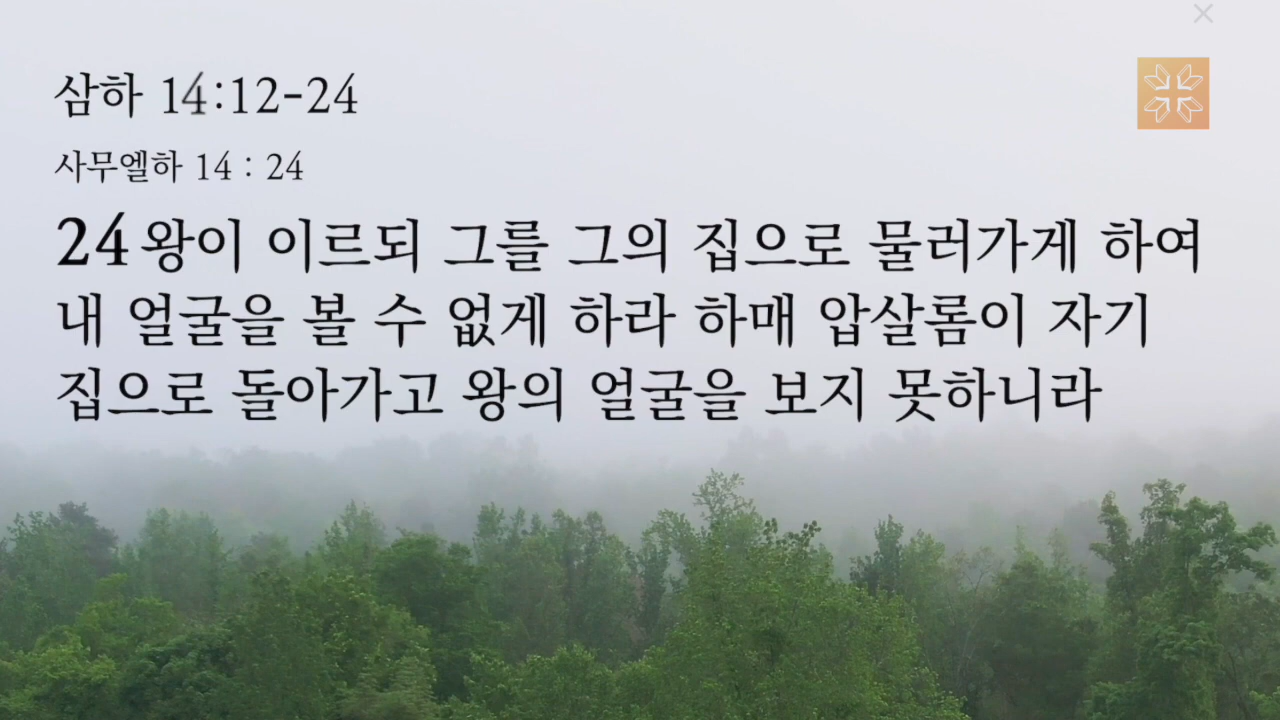 삼하 14:12-24
사무엘하 14 : 24
24 왕이 이르되 그를 그의 집으로 물러가게 하여
내 얼굴을 볼 수 없게 하라 하매 압살롬이 자기
집으로 돌아가고 왕의 얼굴을 보지 못하니라